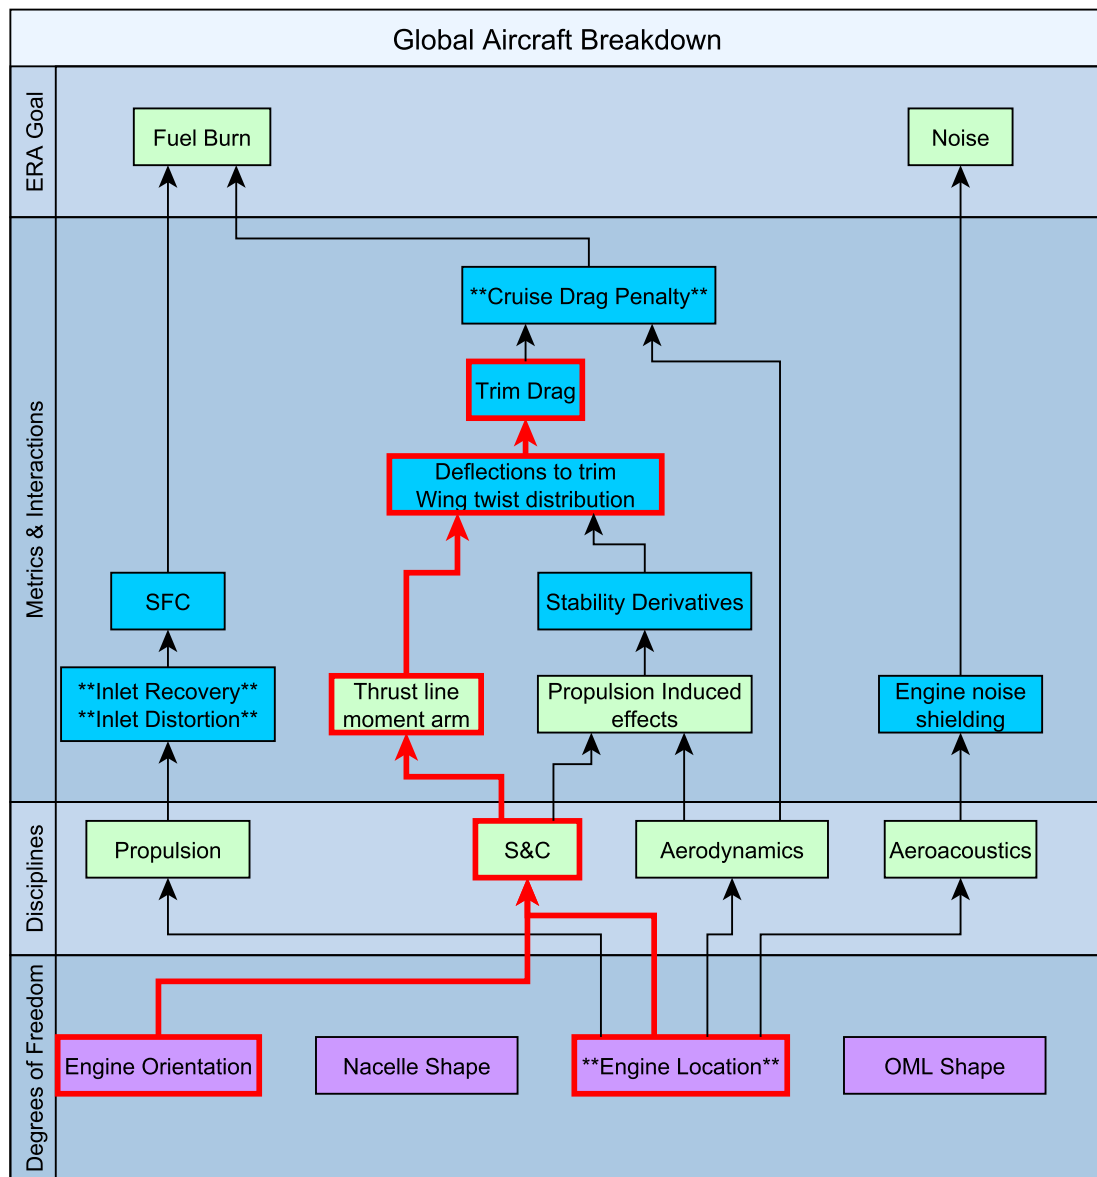 Global Aircraft Breakdown
ERA Goal
Fuel Burn
Noise
Metrics & Interactions
**Cruise Drag Penalty**
Trim Drag
Deflections to trim
Wing twist distribution
SFC
Stability Derivatives
**Inlet Recovery**
**Inlet Distortion**
Thrust line
moment arm
Propulsion Induced
effects
Engine noise
shielding
Disciplines
Propulsion
S&C
Aerodynamics
Aeroacoustics
Degrees of Freedom
Engine Orientation
Nacelle Shape
**Engine Location**
OML Shape